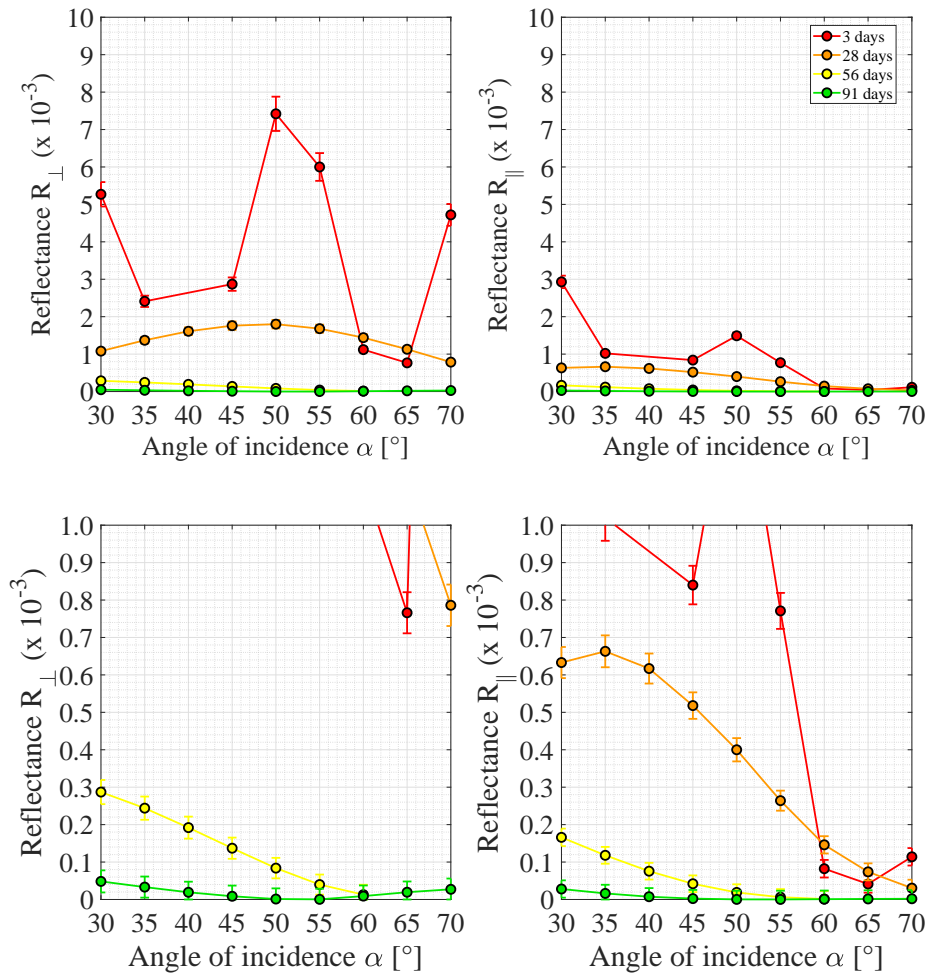 10
9
8
7
6
5
4
3
2
1
0
30 35 40 45 50 55 60 65 70
Reflectance R⊥ (x 10-3)
Angle of incidence α [°]
10
9
8
7
6
5
4
3
2
1
0
30 35 40 45 50 55 60 65 70
Reflectance R∥ (x 10-3)
Angle of incidence α [°]
3 days
28 days
56 days
91 days
1.0
0.9
0.8
0.7
0.6
0.5
0.4
0.3
0.2
0.1
0
30 35 40 45 50 55 60 65 70
Reflectance R⊥ (x 10-3)
Angle of incidence α [°]
1.0
0.9
0.8
0.7
0.6
0.5
0.4
0.3
0.2
0.1
0
30 35 40 45 50 55 60 65 70
Reflectance R∥ (x 10-3)
Angle of incidence α [°]